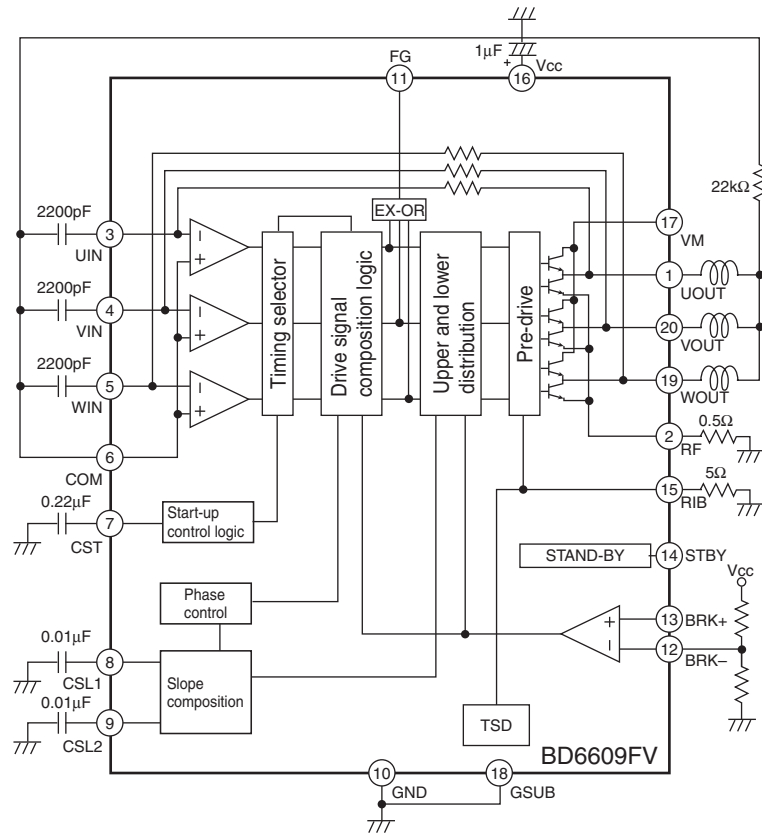 1µF
+
Vcc
FG
11
16
22kΩ
EX-OR
2200pF
3
UIN
−
+
2200pF
4
VIN
−
+
2200pF
5
WIN
−
+
6
COM
Timing selector
Drive signal
composition logic
Upper and lower
distribution
Pre-drive
17
VM
1
UOUT
20
VOUT
19
WOUT
0.5Ω
2
RF
5Ω
15
RIB
0.22µF
7
CST
Start-up
control logic
STAND-BY
14
STBY
Vcc
Phase
control
+
−
13
BRK+
12
BRK−
0.01µF
8
CSL1
0.01µF
9
CSL2
Slope
composition
TSD
BD6609FV
10
GND
18
GSUB